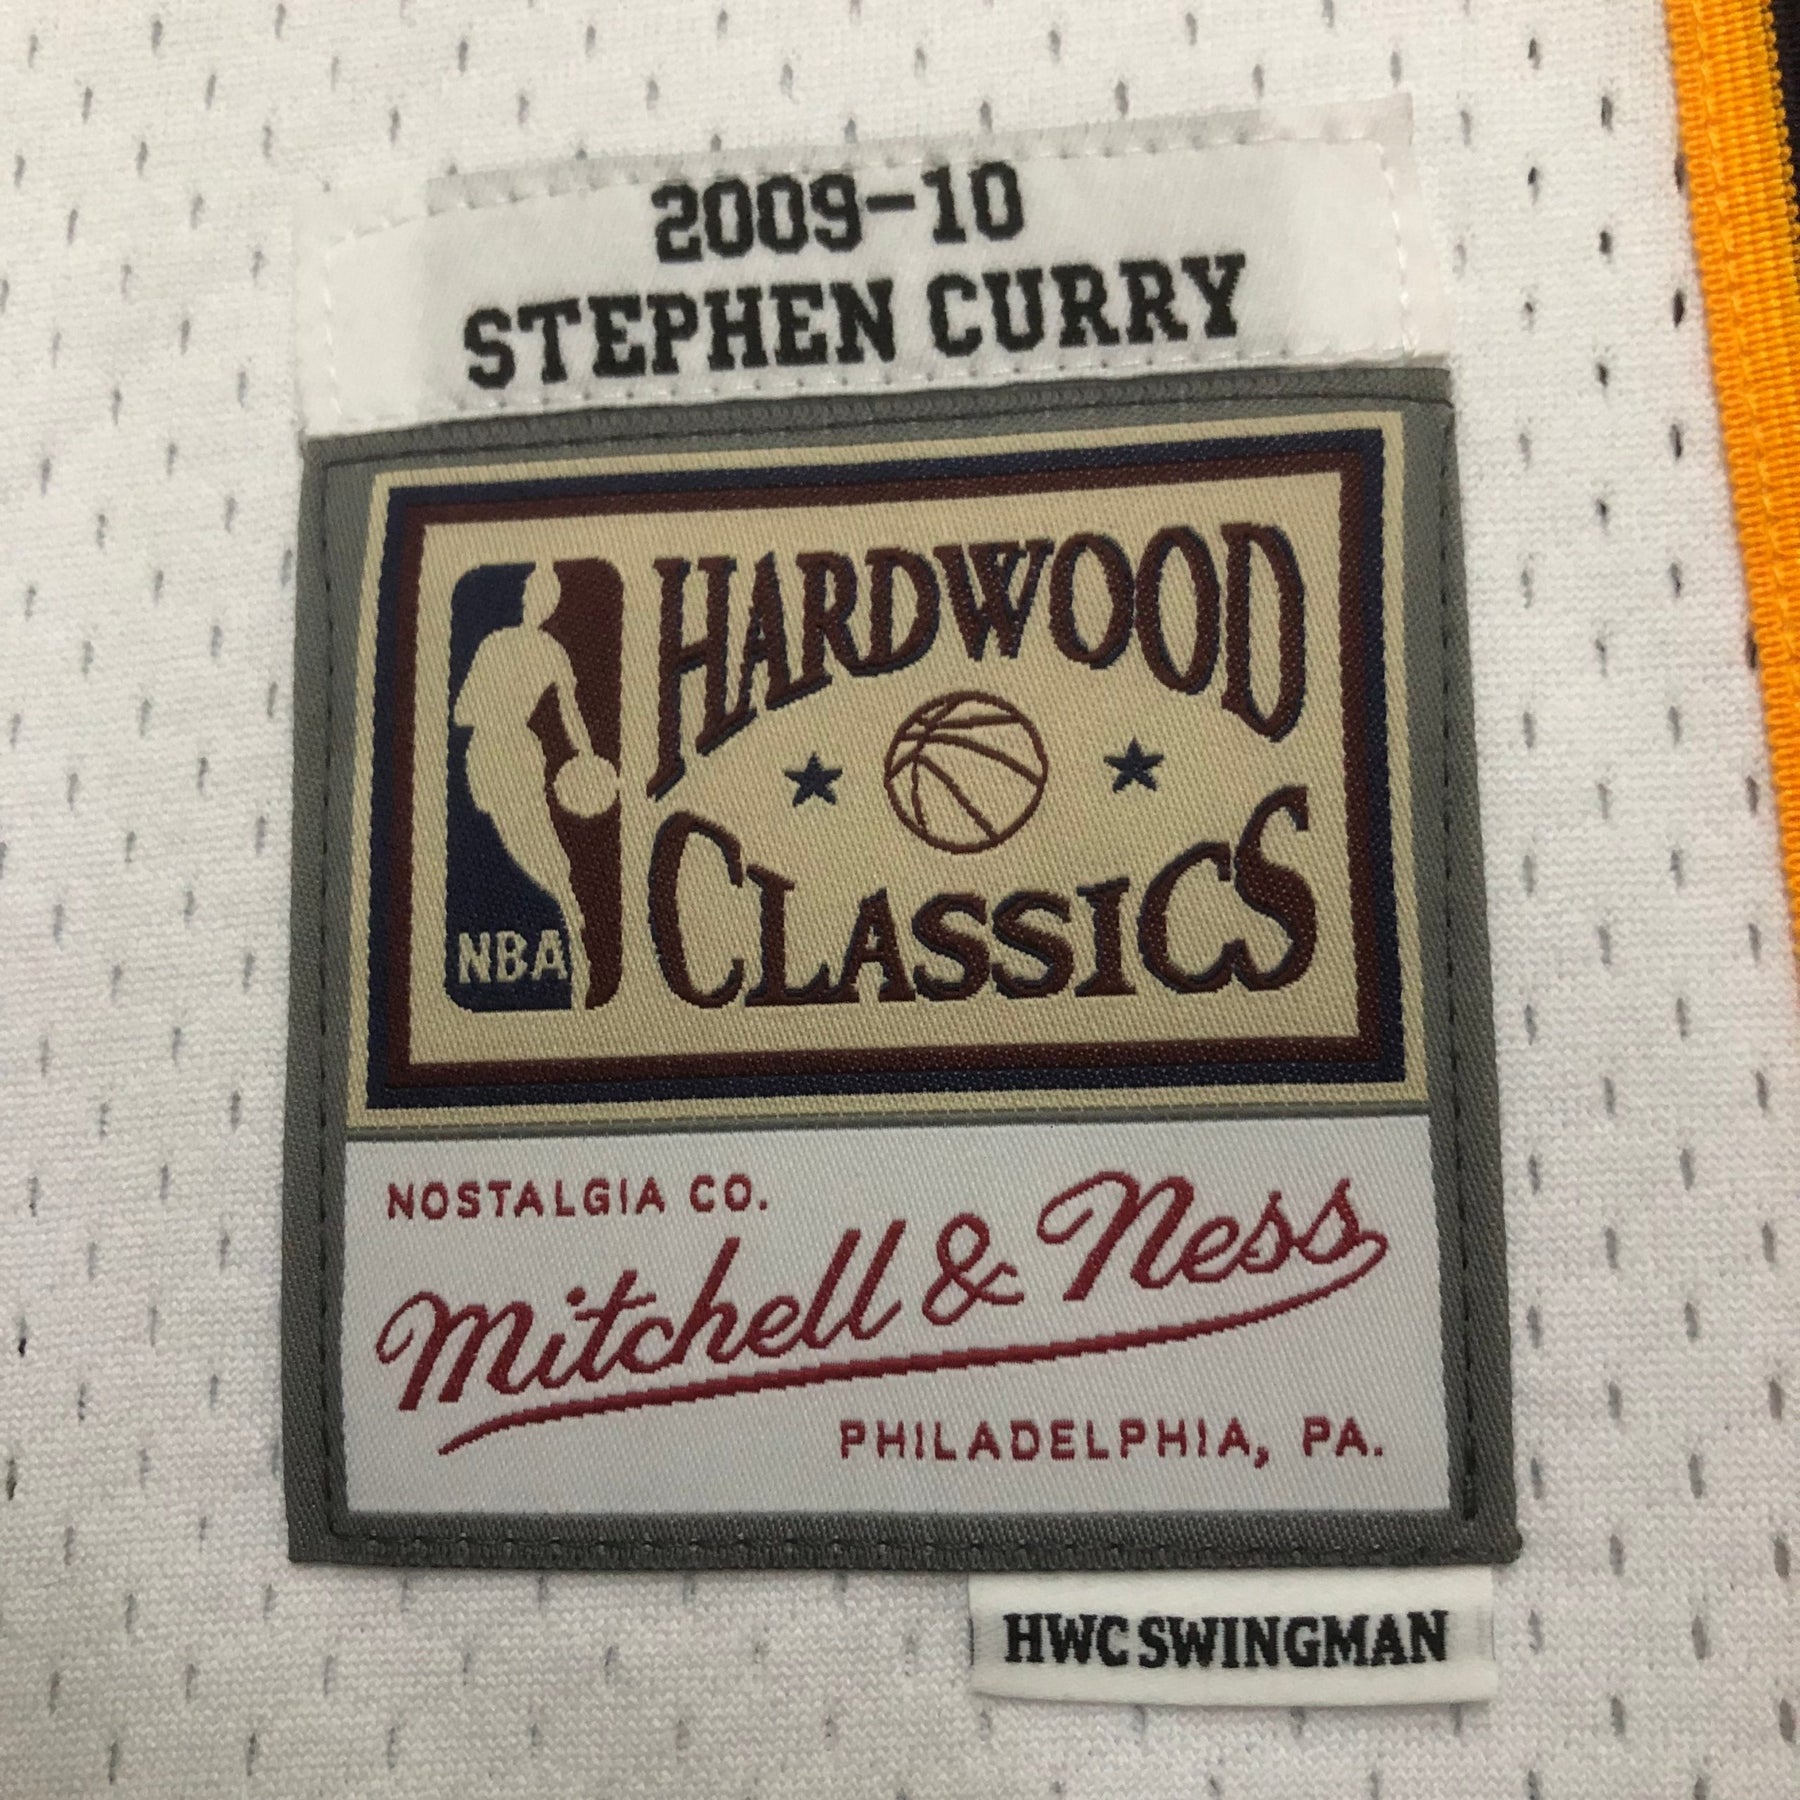 2009-10
STEPHEN CURRY
HARDWOOD
CLASSICS
NBA
NOSTALGIA CO.
Mitchell & Ness
PHILADELPHIA, PA.
HWC SWINGMAN